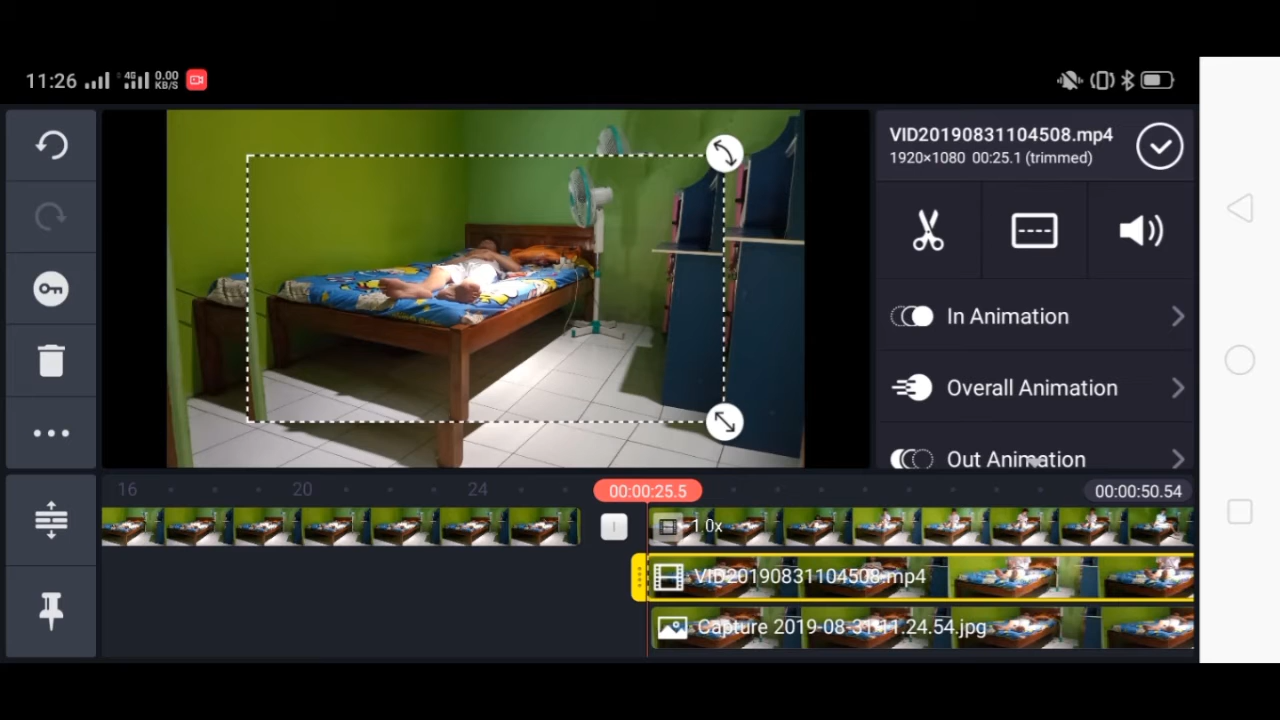 11:26 4G 0.00 KB/S
VID20190831104508.mp4
1920×1080 00:25.1 (trimmed)
In Animation
Overall Animation
Out Animation
16 20 24 00:00:25.5 00:00:50.54
1.0x
VID20190831104508.mp4
Capture 2019-08-31 11.24.54.jpg